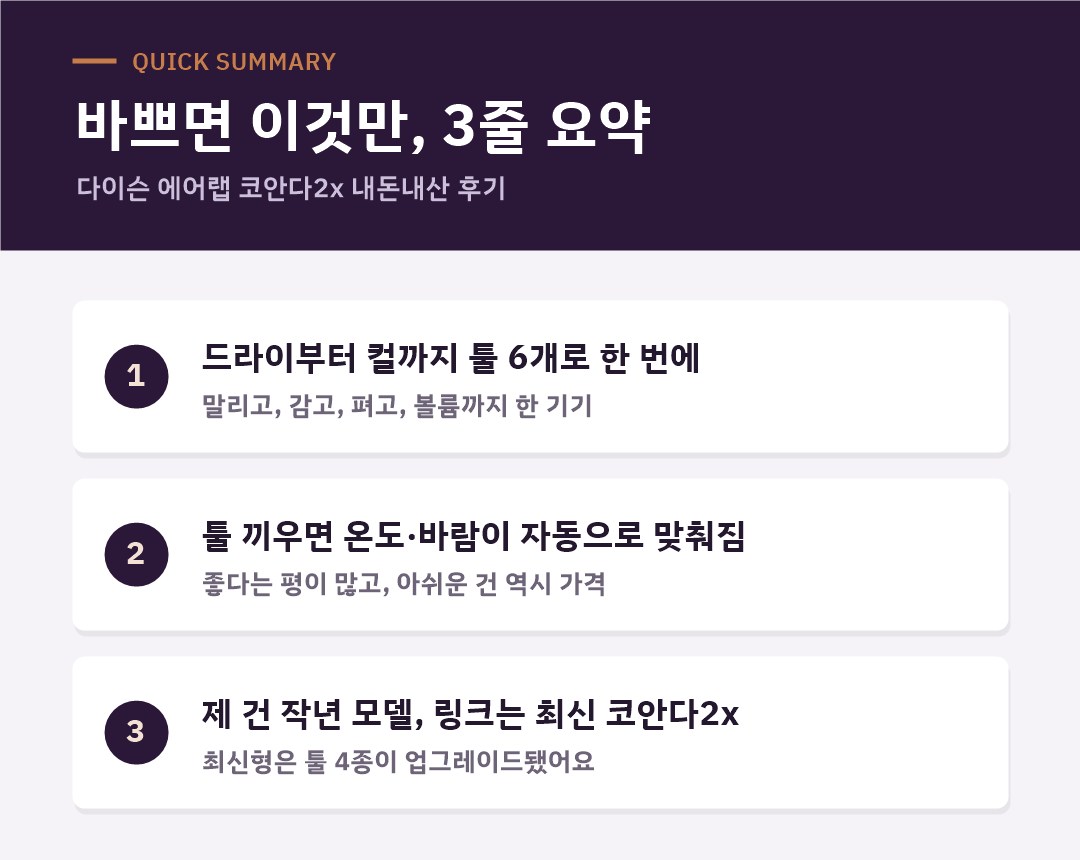 QUICK SUMMARY
바쁘면 이것만, 3줄 요약
다이슨 에어랩 코안다2x 내돈내산 후기
1
드라이부터 컬까지 툴 6개로 한 번에
말리고, 감고, 펴고, 볼륨까지 한 기기
2
툴 끼우면 온도·바람이 자동으로 맞춰짐
좋다는 평이 많고, 아쉬운 건 역시 가격
3
제 건 작년 모델, 링크는 최신 코안다2x
최신형은 툴 4종이 업그레이드됐어요